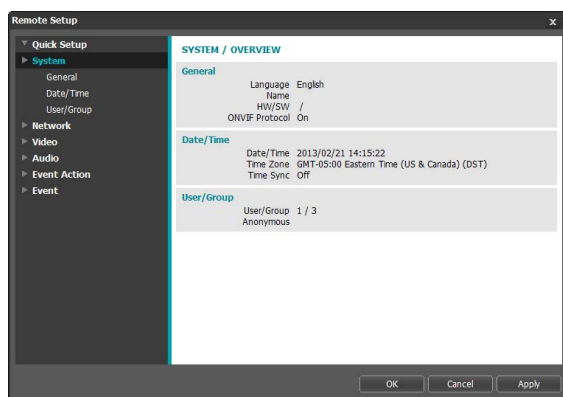 Remote Setup
x
Quick Setup
System
General
Date/Time
User/Group
Network
Video
Audio
Event Action
Event
SYSTEM / OVERVIEW
General
Language English
Name
HW/SW /
ONVIF Protocol On
Date/Time
Date/Time 2013/02/21 14:15:22
Time Zone GMT-05:00 Eastern Time (US & Canada) (DST)
Time Sync Off
User/Group
User/Group 1 / 3
Anonymous
OK Cancel Apply